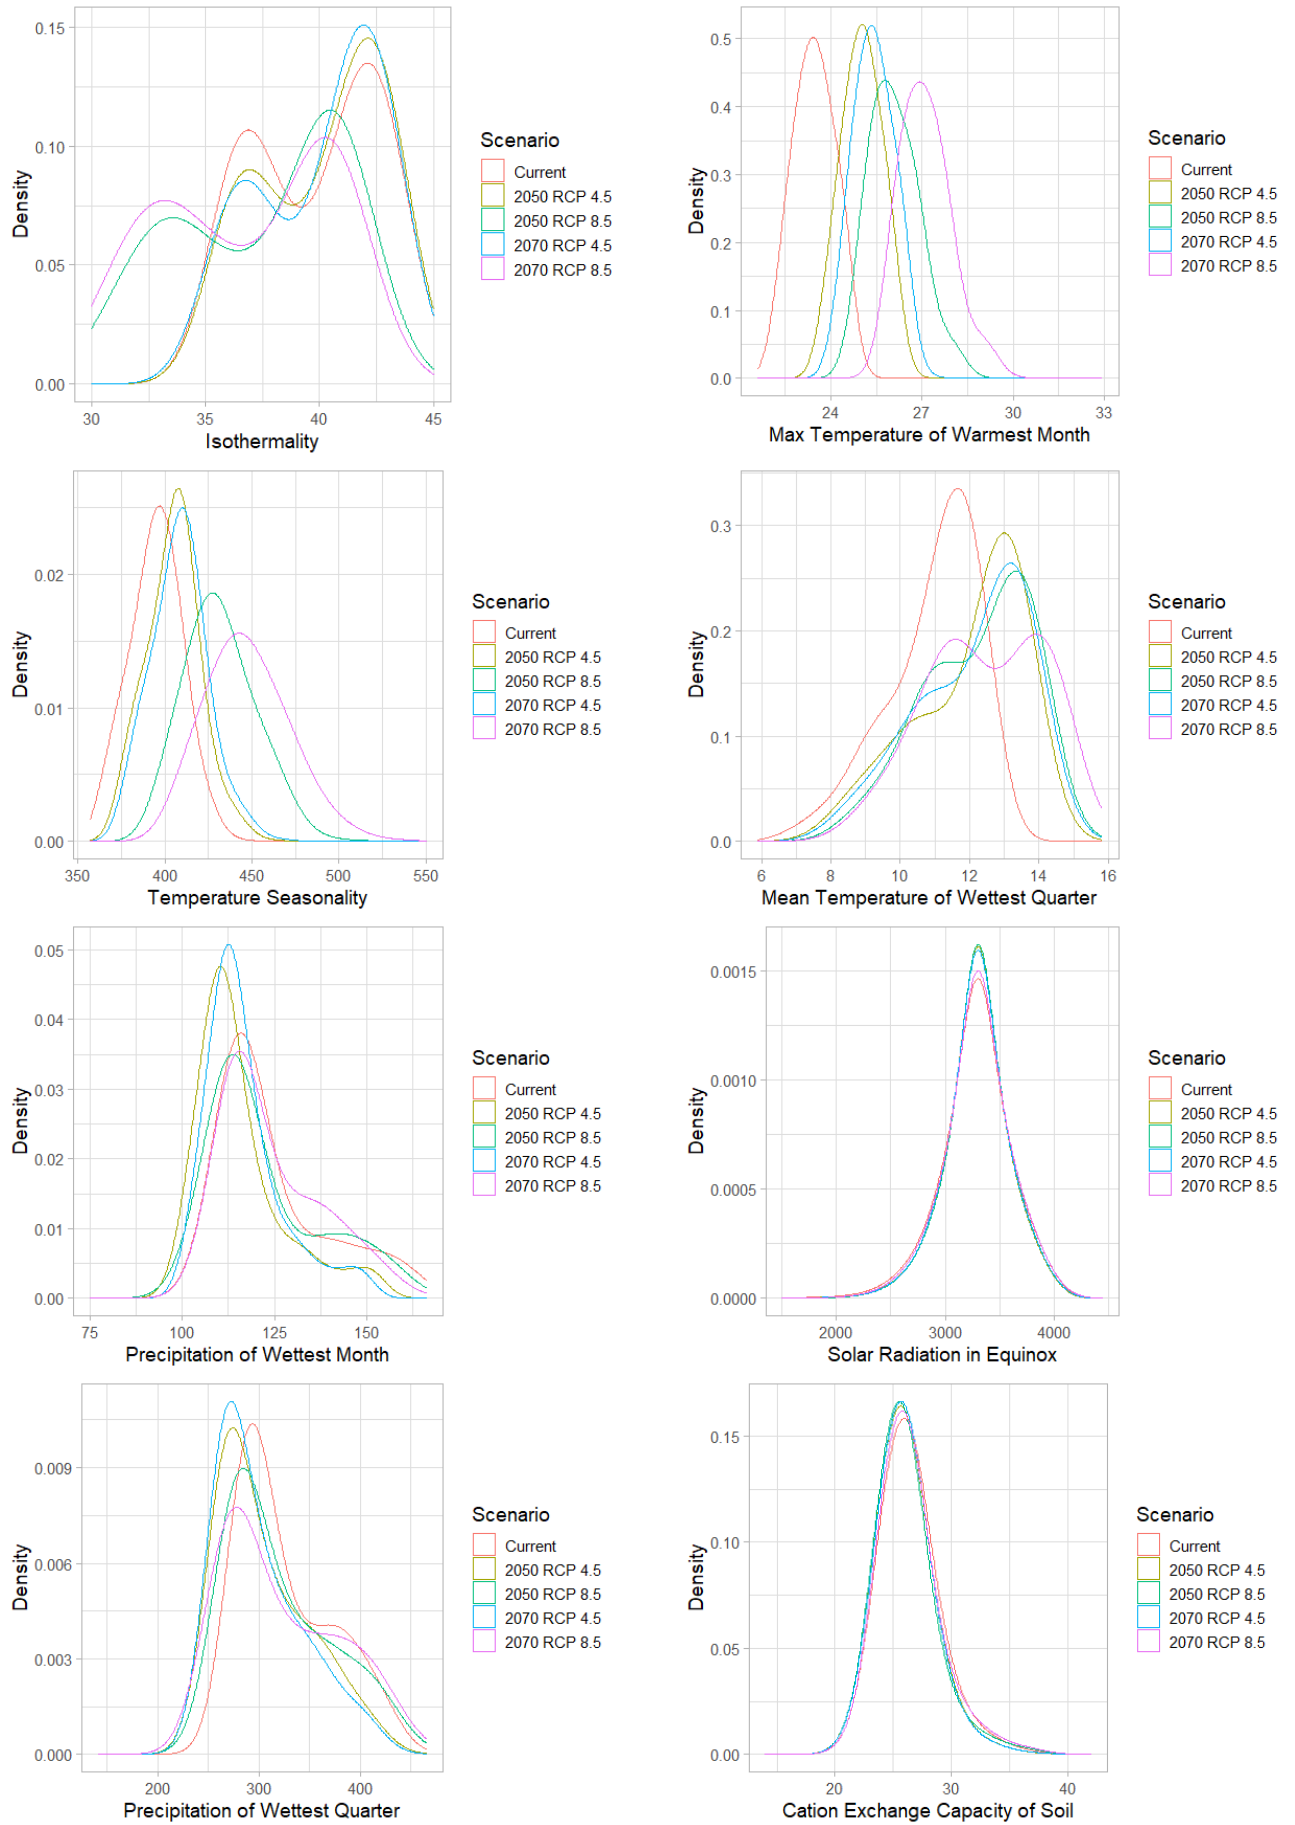 0.15
0.10
0.05
0.00
Density
30 35 40 45
Isothermality
Scenario
Current
2050 RCP 4.5
2050 RCP 8.5
2070 RCP 4.5
2070 RCP 8.5
0.5
0.4
0.3
0.2
0.1
0.0
Density
24 27 30 33
Max Temperature of Warmest Month
Scenario
Current
2050 RCP 4.5
2050 RCP 8.5
2070 RCP 4.5
2070 RCP 8.5
0.02
0.01
0.00
Density
350 400 450 500 550
Temperature Seasonality
Scenario
Current
2050 RCP 4.5
2050 RCP 8.5
2070 RCP 4.5
2070 RCP 8.5
0.3
0.2
0.1
0.0
Density
6 8 10 12 14 16
Mean Temperature of Wettest Quarter
Scenario
Current
2050 RCP 4.5
2050 RCP 8.5
2070 RCP 4.5
2070 RCP 8.5
0.05
0.04
0.03
0.02
0.01
0.00
Density
75 100 125 150
Precipitation of Wettest Month
Scenario
Current
2050 RCP 4.5
2050 RCP 8.5
2070 RCP 4.5
2070 RCP 8.5
0.0015
0.0010
0.0005
0.0000
Density
2000 3000 4000
Solar Radiation in Equinox
Scenario
Current
2050 RCP 4.5
2050 RCP 8.5
2070 RCP 4.5
2070 RCP 8.5
0.009
0.006
0.003
0.000
Density
200 300 400
Precipitation of Wettest Quarter
Scenario
Current
2050 RCP 4.5
2050 RCP 8.5
2070 RCP 4.5
2070 RCP 8.5
0.15
0.10
0.05
0.00
Density
20 30 40
Cation Exchange Capacity of Soil
Scenario
Current
2050 RCP 4.5
2050 RCP 8.5
2070 RCP 4.5
2070 RCP 8.5